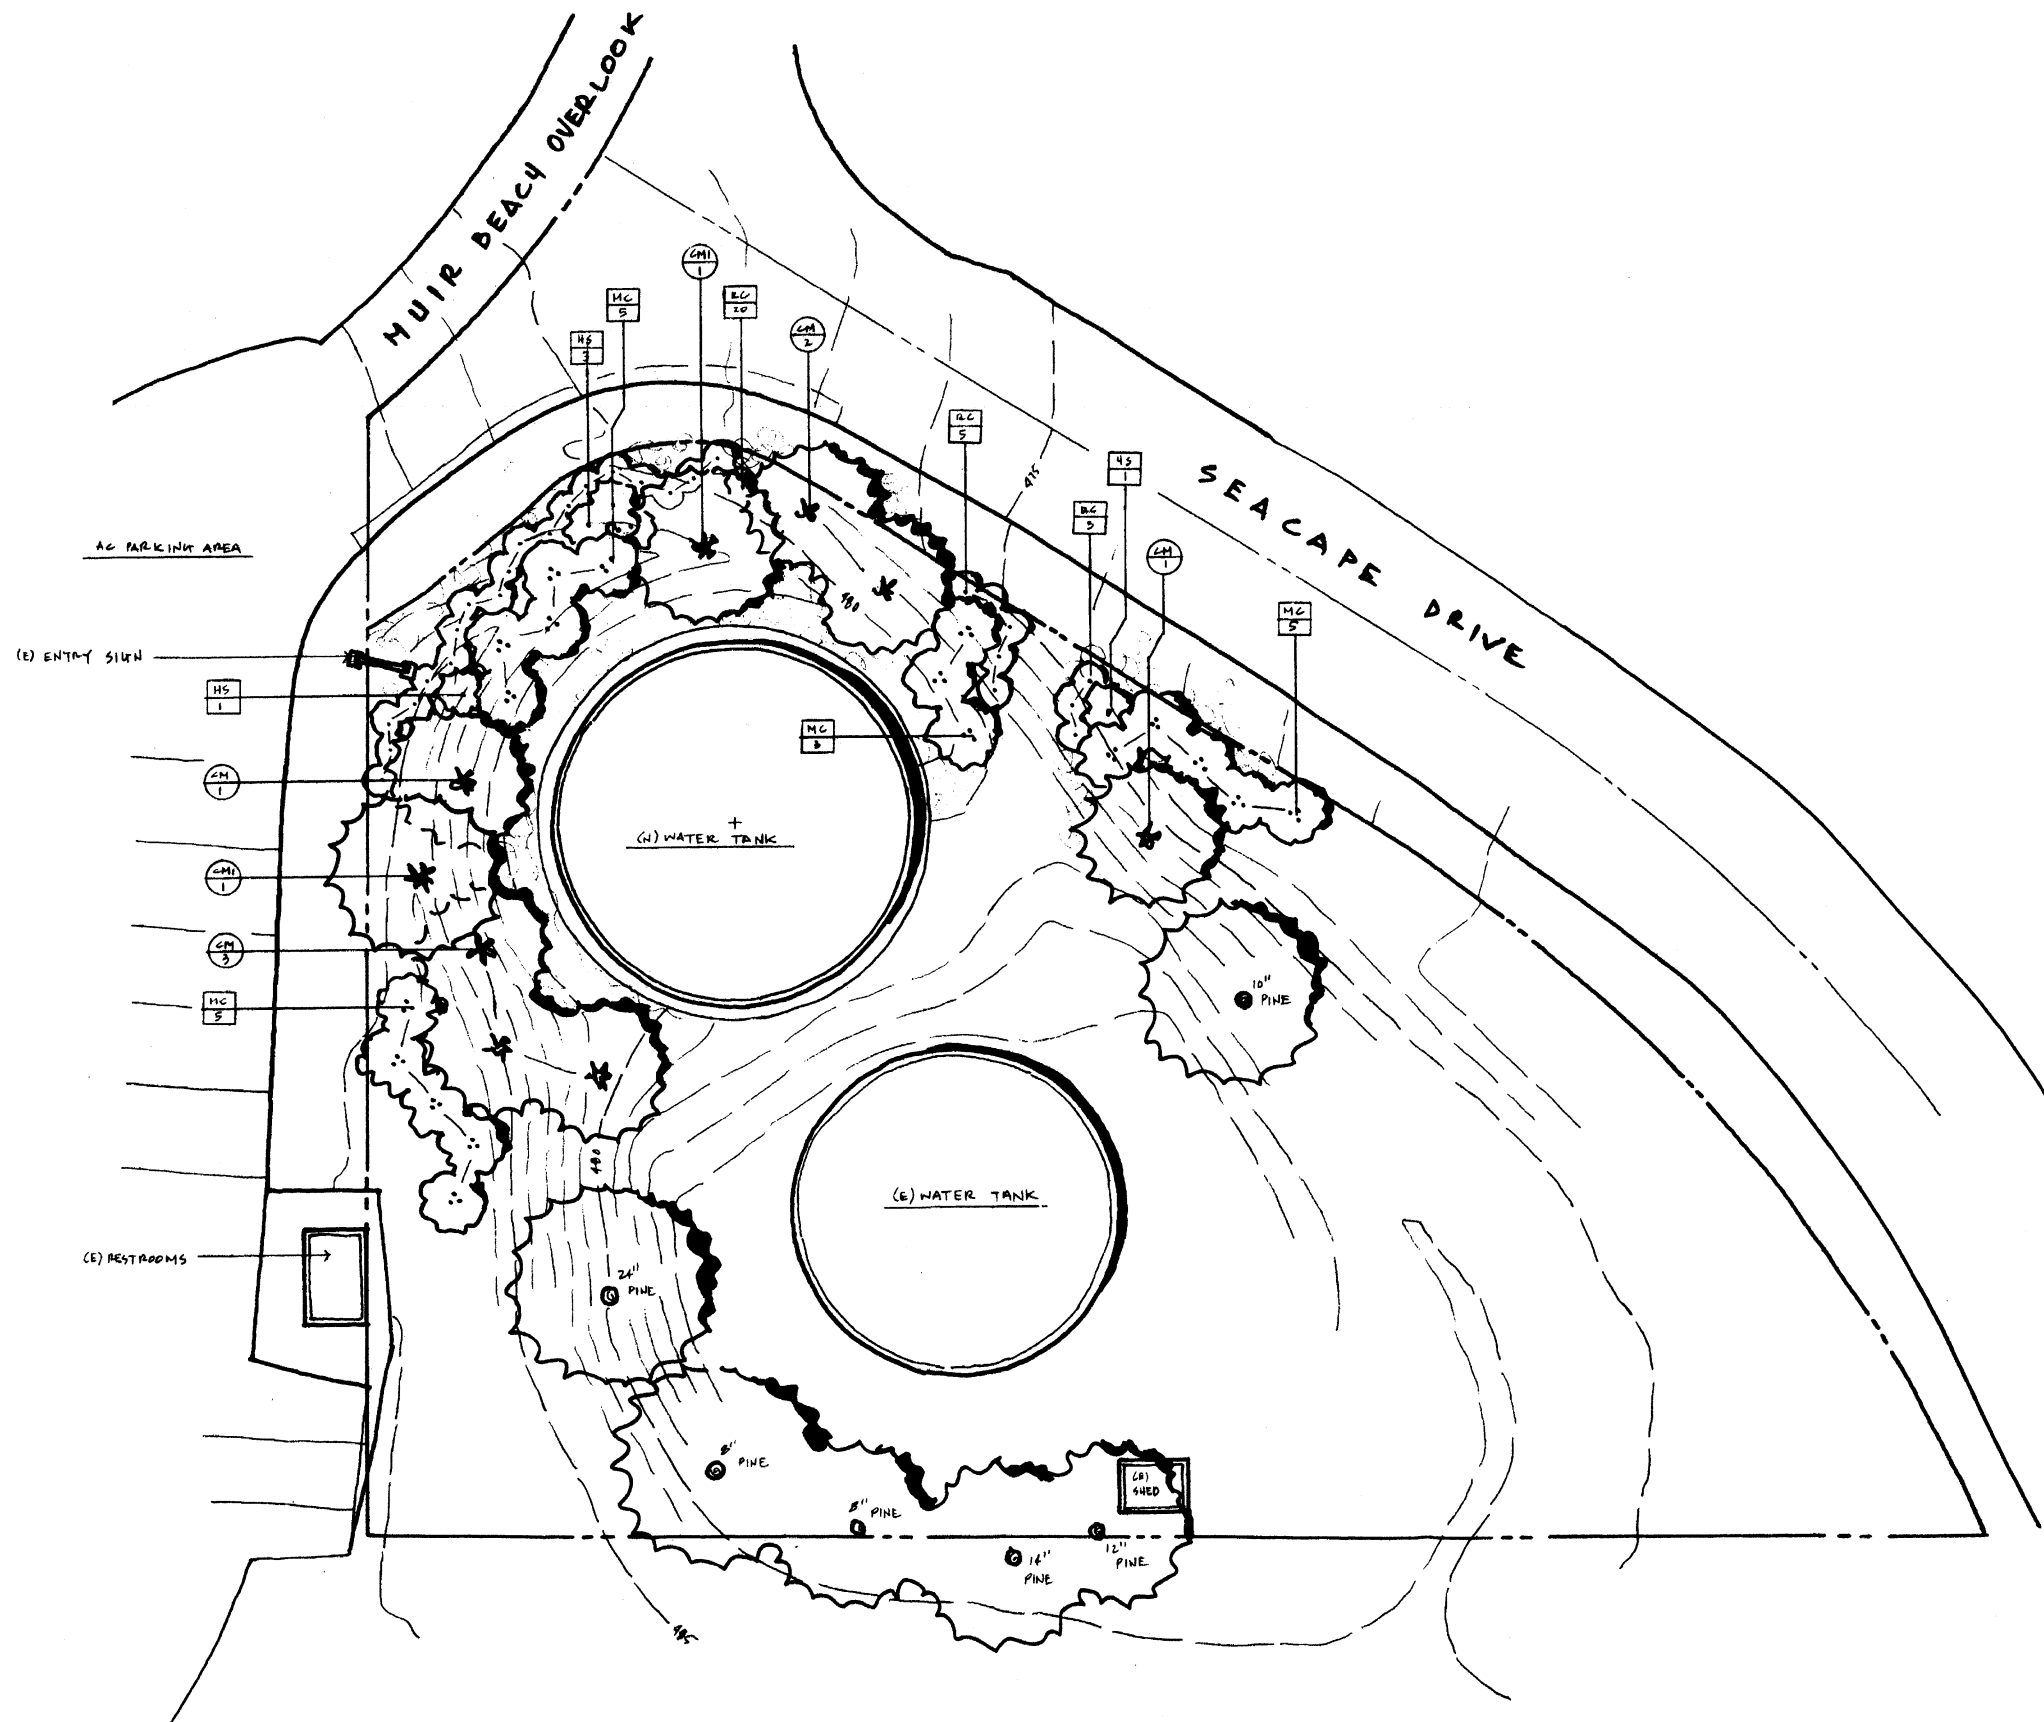 MUIR BEACH OVERLOOK
CM1
1
MC
5
RC
20
HS
3
CM
2
RC
5
475
HS
1
RC
3
CM
1
MC
5
SEACAPE DRIVE
AC PARKING AREA
480
(E) ENTRY SIGN
HS
1
MC
3
CM
1
(N) WATER TANK
CM1
1
CM
3
MC
5
10"
PINE
480
(E) WATER TANK
(E) RESTROOMS
24"
PINE
8"
PINE
8"
PINE
(E)
SHED
14"
PINE
12"
PINE